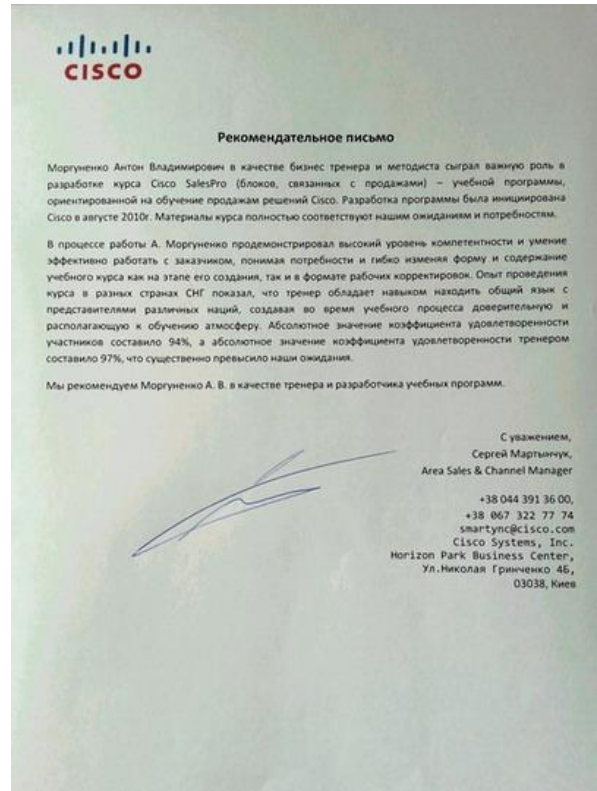 CISCO
Рекомендательное письмо
Моргуненко Антон Владимирович в качестве бизнес тренера и методиста сыграл важную роль в
разработке курса Cisco SalesPro (блоков, связанных с продажами) – учебной программы,
ориентированной на обучение продажам решений Cisco. Разработка программы была инициирована
Cisco в августе 2010г. Материалы курса полностью соответствуют нашим ожиданиям и потребностям.
В процессе работы А. Моргуненко продемонстрировал высокий уровень компетентности и умение
эффективно работать с заказчиком, понимая потребности и гибко изменяя форму и содержание
учебного курса как на этапе его создания, так и в формате рабочих корректировок. Опыт проведения
курса в разных странах СНГ показал, что тренер обладает навыком находить общий язык с
представителями различных наций, создавая во время учебного процесса доверительную и
располагающую к обучению атмосферу. Абсолютное значение коэффициента удовлетворенности
участников составило 94%, а абсолютное значение коэффициента удовлетворенности тренером
составило 97%, что существенно превысило наши ожидания.
Мы рекомендуем Моргуненко А. В. в качестве тренера и разработчика учебных программ.
С уважением,
Сергей Мартынчук,
Area Sales & Channel Manager
+38 044 391 36 00,
+38 067 322 77 74
smartync@cisco.com
Cisco Systems, Inc.
Horizon Park Business Center,
Ул.Николая Гринченко 4Б,
03038, Киев